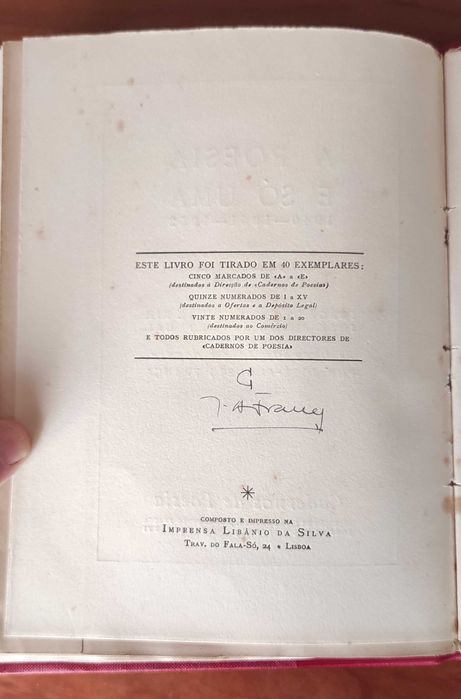 ESTE LIVRO FOI TIRADO EM 40 EXEMPLARES:
CINCO MARCADOS DE «A» a «E»
(destinados à Direcção de «Cadernos de Poesia»)
QUINZE NUMERADOS DE I a XV
(destinados a Ofertas e a Depósito Legal)
VINTE NUMERADOS DE 1 a 20
(destinados ao Comércio)
E TODOS RUBRICADOS POR UM DOS DIRECTORES DE
«CADERNOS DE POESIA»
COMPOSTO E IMPRESSO NA
IMPRENSA LIBÂNIO DA SILVA
TRAV. DO FALA-SÓ, 24 • LISBOA